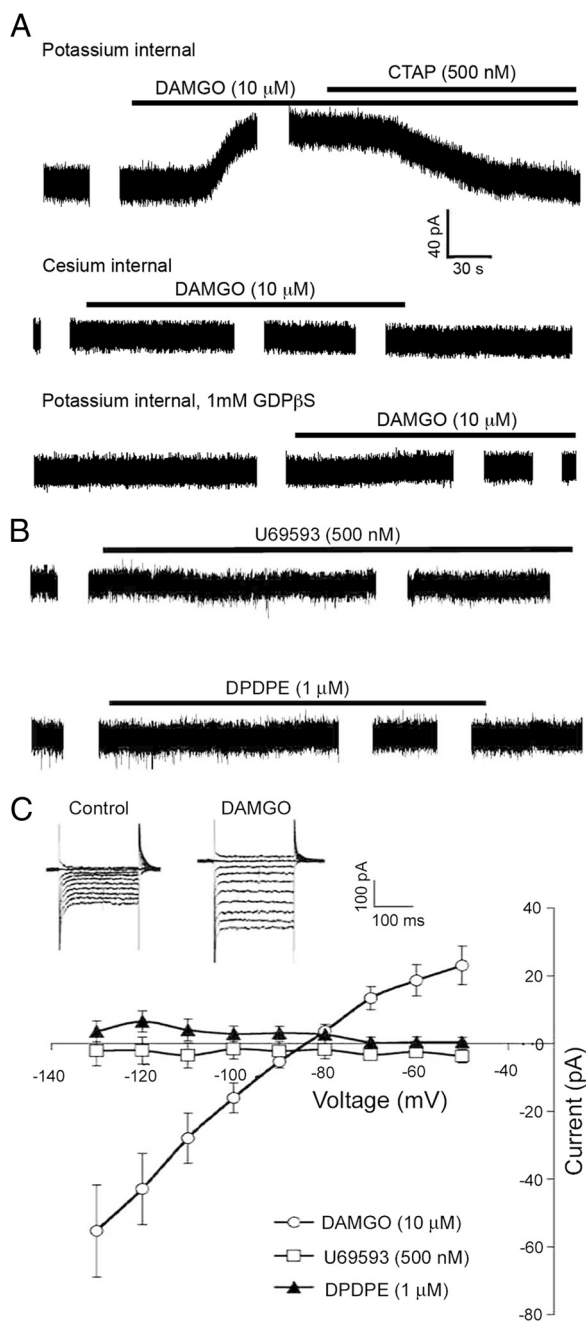 A
Potassium internal
CTAP (500 nM)
DAMGO (10 μM)
40 pA
30 s
Cesium internal
DAMGO (10 μM)
Potassium internal, 1mM GDPβS
DAMGO (10 μM)
B
U69593 (500 nM)
DPDPE (1 μM)
C
Control
DAMGO
100 pA
100 ms
40
20
0
-20
-40
-60
-80
-140
-120
-100
-80
-60
-40
Voltage (mV)
Current (pA)
DAMGO (10 μM)
U69593 (500 nM)
DPDPE (1 μM)